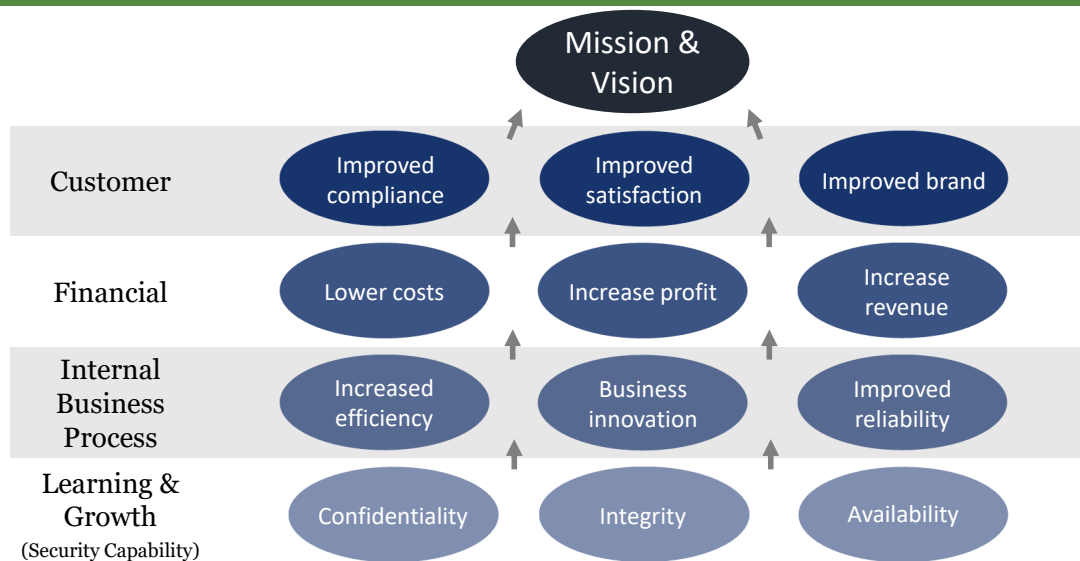 Mission &
Vision
Customer
Improved
compliance
Improved
satisfaction
Improved brand
Financial
Lower costs
Increase profit
Increase
revenue
Internal
Business
Process
Increased
efficiency
Business
innovation
Improved
reliability
Learning &
Growth
(Security Capability)
Confidentiality
Integrity
Availability